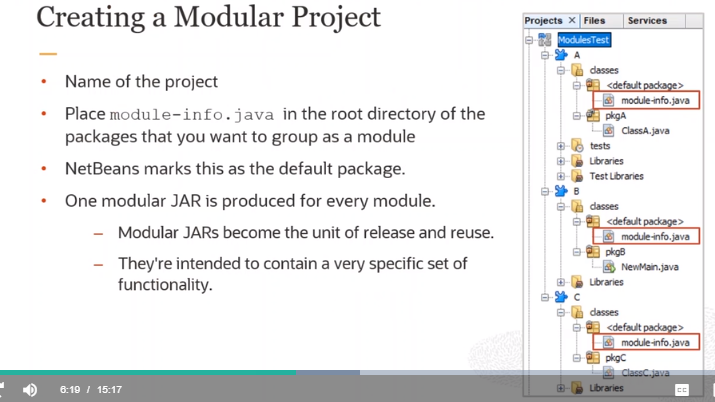 Creating a Modular Project
• Name of the project
• Place module-info.java in the root directory of the
packages that you want to group as a module
• NetBeans marks this as the default package.
• One modular JAR is produced for every module.
– Modular JARs become the unit of release and reuse.
– They're intended to contain a very specific set of
functionality.
Projects × Files Services
ModulesTest
A
classes
<default package>
module-info.java
pkgA
ClassA.java
tests
Libraries
Test Libraries
B
classes
<default package>
module-info.java
pkgB
NewMain.java
Libraries
C
classes
<default package>
module-info.java
pkgC
ClassC.java
Libraries
6:19 / 15:17
CC